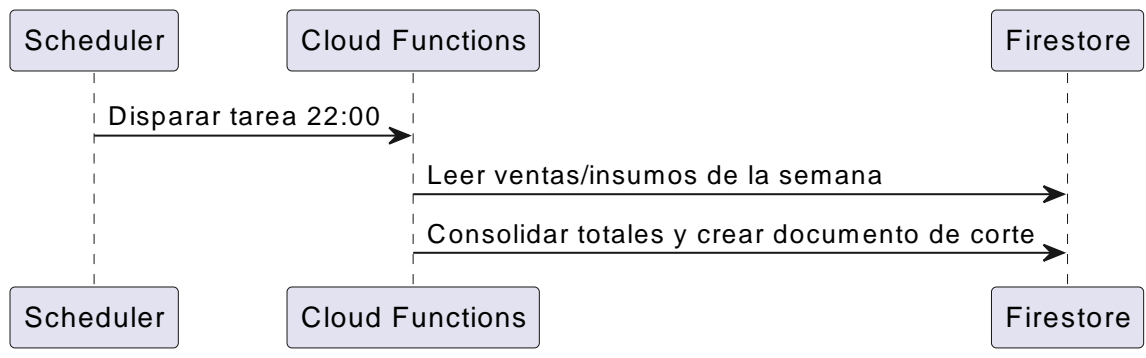 Scheduler
Cloud Functions
Firestore
Disparar tarea 22:00
Leer ventas/insumos de la semana
Consolidar totales y crear documento de corte
Scheduler
Cloud Functions
Firestore